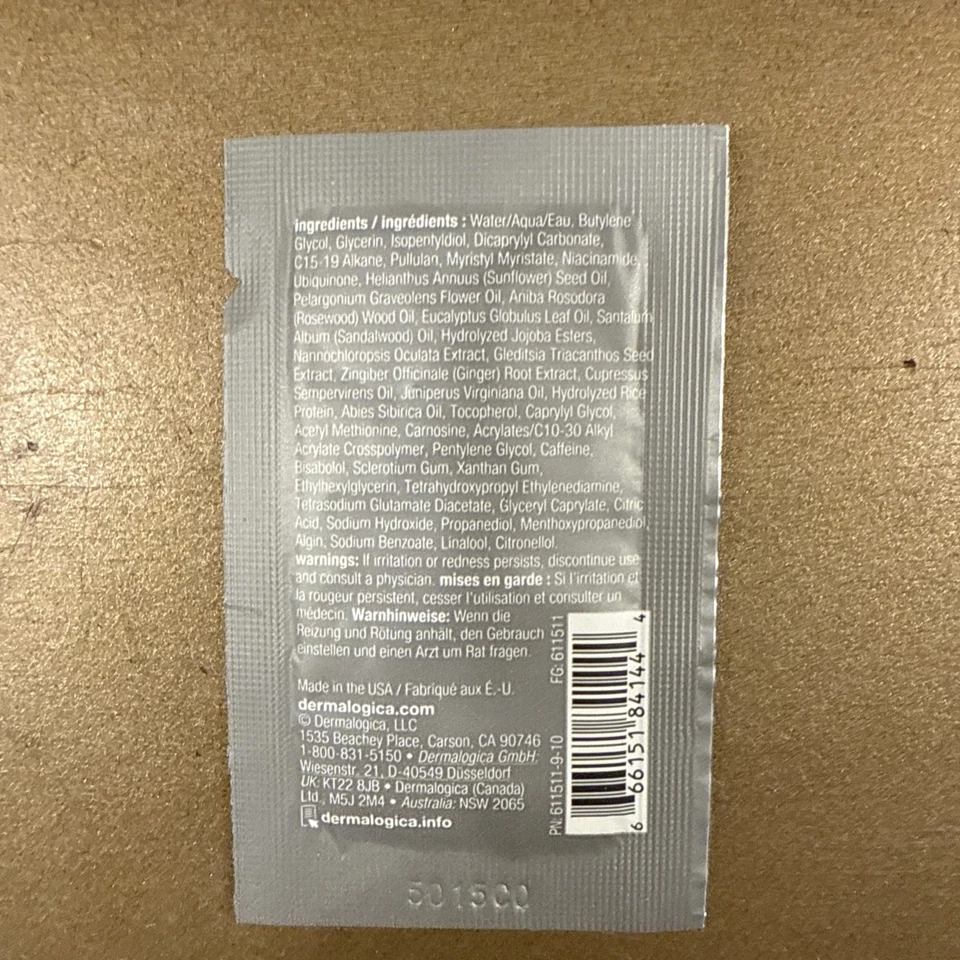 ingredients / ingrédients : Water/Aqua/Eau, Butylene
Glycol, Glycerin, Isopentyldiol, Dicaprylyl Carbonate,
C15-19 Alkane, Pullulan, Myristyl Myristate, Niacinamide,
Ubiquinone, Helianthus Annuus (Sunflower) Seed Oil,
Pelargonium Graveolens Flower Oil, Aniba Rosodora
(Rosewood) Wood Oil, Eucalyptus Globulus Leaf Oil, Santalum
Album (Sandalwood) Oil, Hydrolyzed Jojoba Esters,
Nannochloropsis Oculata Extract, Gleditsia Triacanthos Seed
Extract, Zingiber Officinale (Ginger) Root Extract, Cupressus
Sempervirens Oil, Juniperus Virginiana Oil, Hydrolyzed Rice
Protein, Abies Sibirica Oil, Tocopherol, Caprylyl Glycol,
Acetyl Methionine, Carnosine, Acrylates/C10-30 Alkyl
Acrylate Crosspolymer, Pentylene Glycol, Caffeine,
Bisabolol, Sclerotium Gum, Xanthan Gum,
Ethylhexylglycerin, Tetrahydroxypropyl Ethylenediamine,
Tetrasodium Glutamate Diacetate, Glyceryl Caprylate, Citric
Acid, Sodium Hydroxide, Propanediol, Menthoxypropanediol,
Algin, Sodium Benzoate, Linalool, Citronellol.
warnings: If irritation or redness persists, discontinue use
and consult a physician. mises en garde : Si l'irritation et
la rougeur persistent, cesser l'utilisation et consulter un
médecin. Warnhinweise: Wenn die
Reizung und Rötung anhält, den Gebrauch
einstellen und einen Arzt um Rat fragen.
Made in the USA / Fabriqué aux É.-U.
dermalogica.com
© Dermalogica, LLC
1535 Beachey Place, Carson, CA 90746
1-800-831-5150 • Dermalogica GmbH:
Wiesenstr. 21, D-40549 Düsseldorf
UK: KT22 8JB • Dermalogica (Canada)
Ltd., M5J 2M4 • Australia: NSW 2065
dermalogica.info
PN: 611511-9-10 FG: 611511
6 66151 84144 4
501500